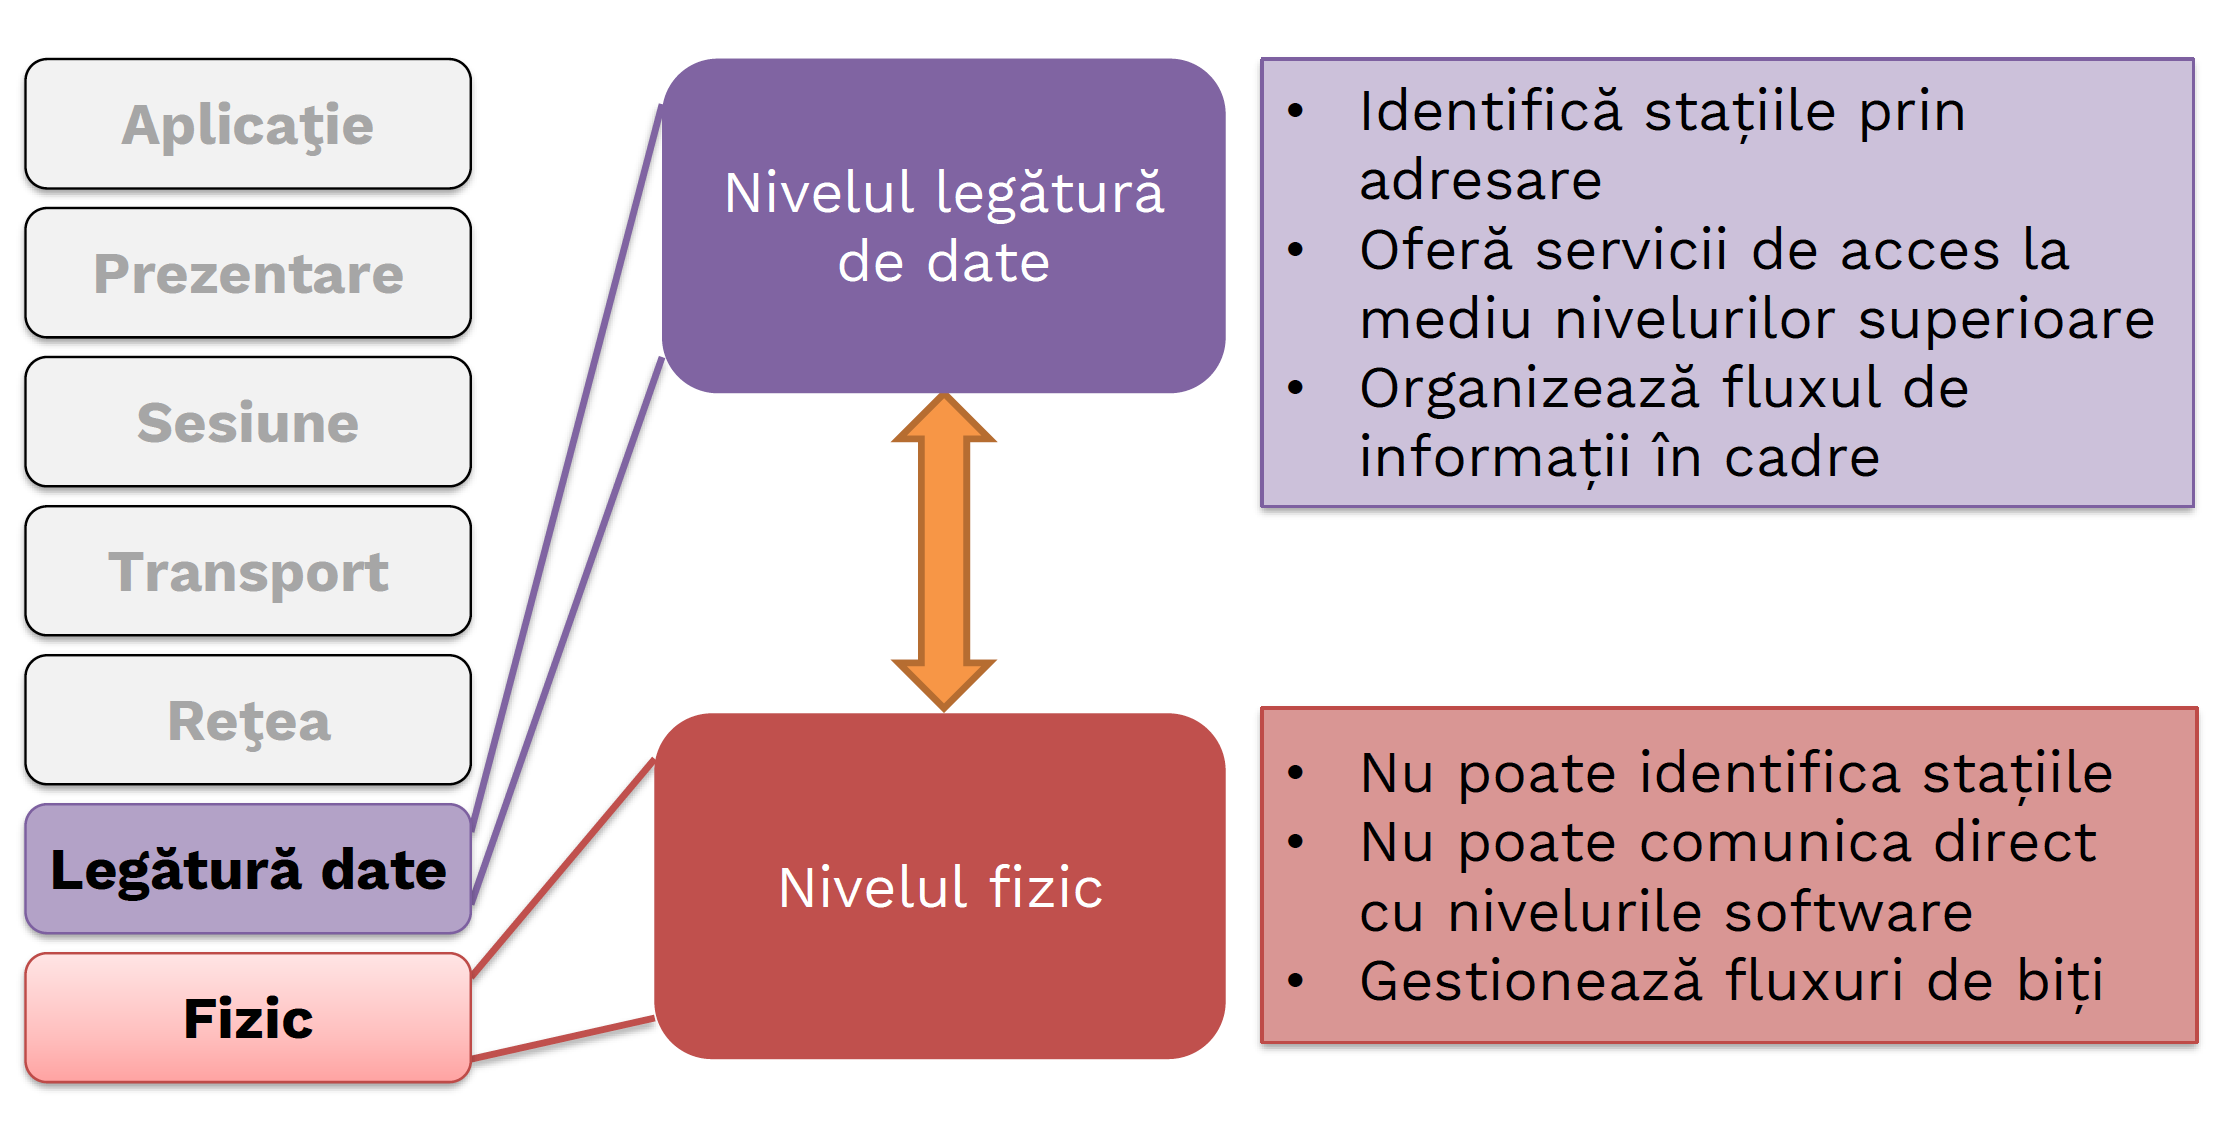 Aplicaţie
Prezentare
Sesiune
Transport
Reţea
Legătură date
Fizic
Nivelul legătură
de date
Nivelul fizic
• Identifică stațiile prin
adresare
• Oferă servicii de acces la
mediu nivelurilor superioare
• Organizează fluxul de
informații în cadre
• Nu poate identifica stațiile
• Nu poate comunica direct
cu nivelurile software
• Gestionează fluxuri de biți